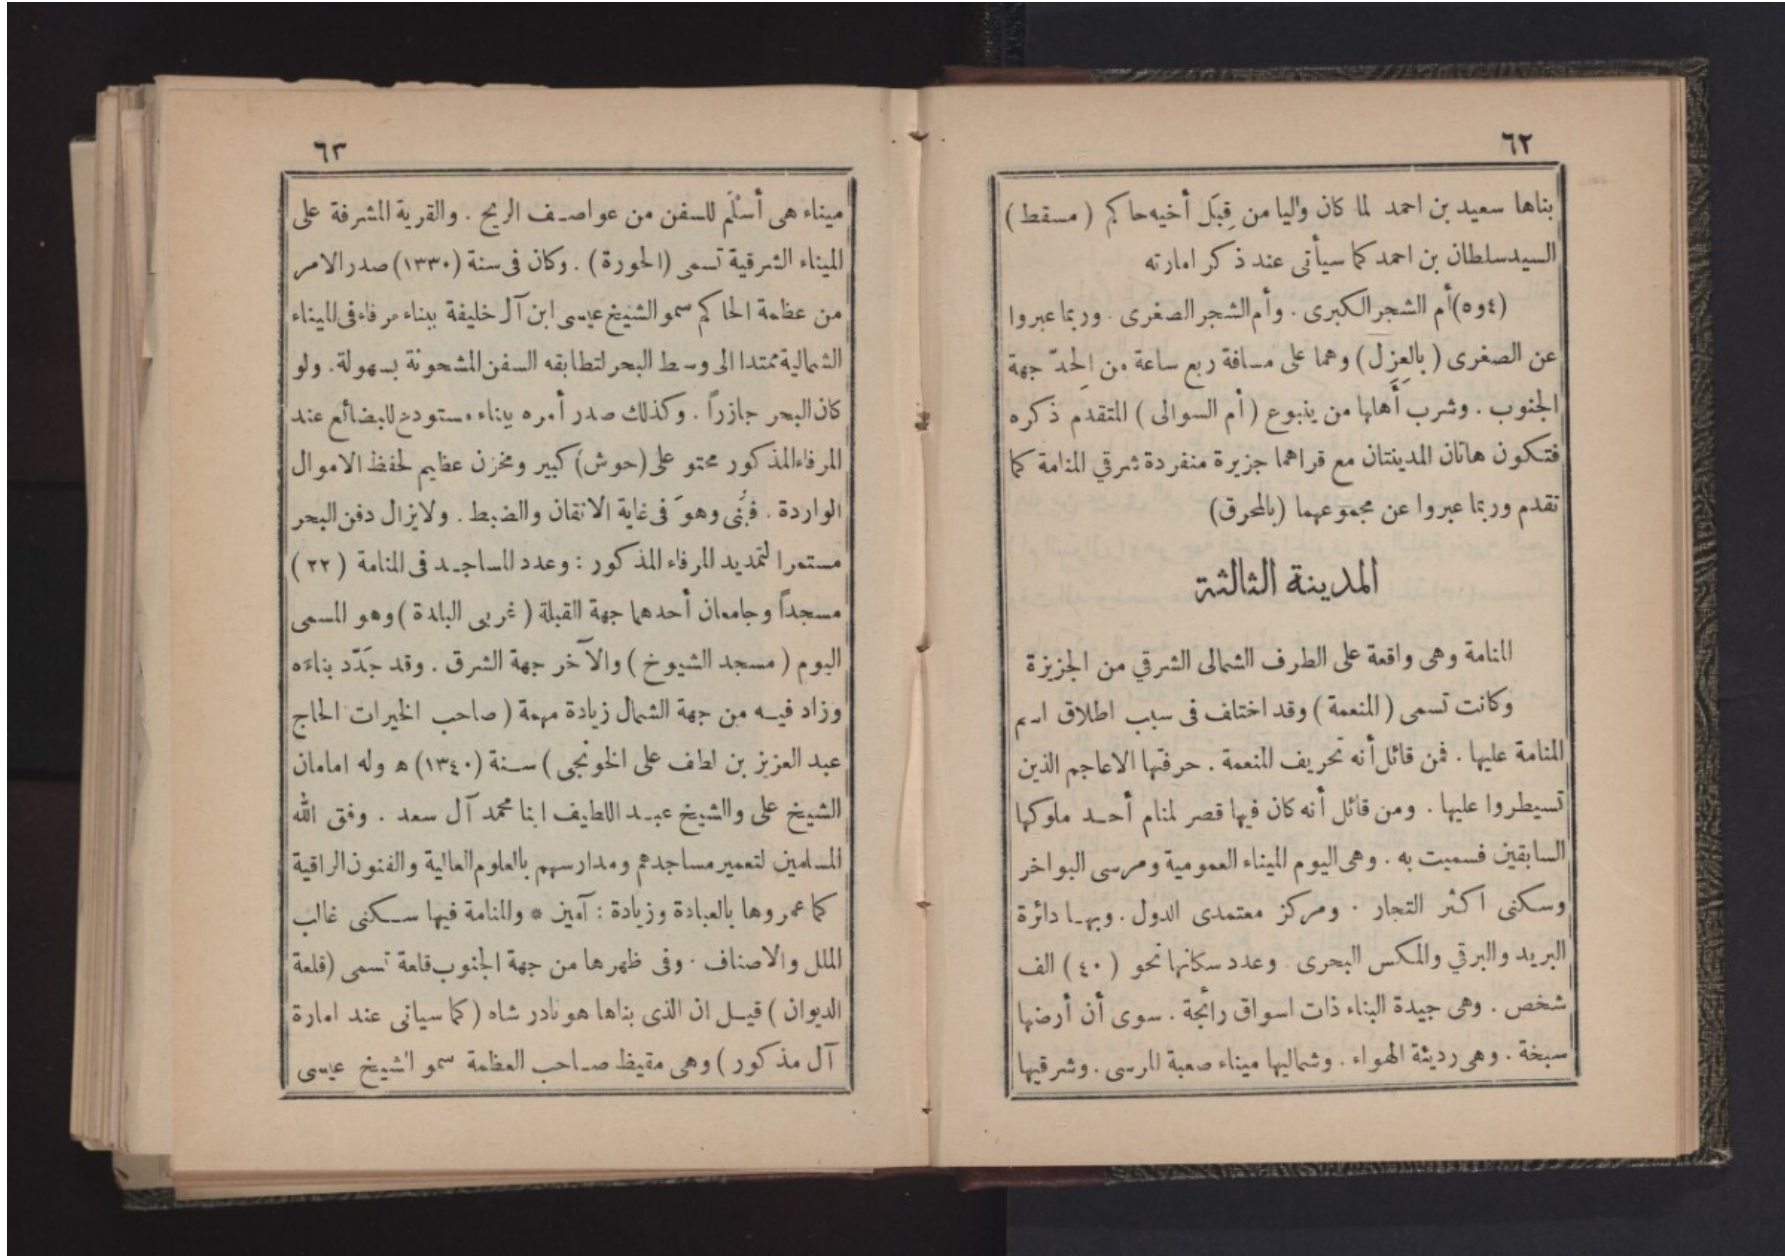 ٦٢
بناها سعيد بن احمد لما كان واليا من قِبَل أخيه حاكم (مسقط)
السيد سلطان بن احمد كما سيأتى عند ذكر امارته
(٤و٥) أم الشجر الكبرى . وأم الشجر الصغرى . وربما عبروا
عن الصغرى (بالعزل) وهما على مسافة ربع ساعة من الحدّ جهة
الجنوب . وشرب أهلها من ينبوع (أم السوالى) المتقدم ذكره
فتكون هاتان المدينتان مع قراهما جزيرة منفردة شرقي المنامة كما
تقدم وربما عبروا عن مجموعهما (بالمحرق)
المدينة الثالثة
المنامة وهى واقعة على الطرف الشمالى الشرقي من الجزيزة
وكانت تسمى (المنعمة) وقد اختلف فى سبب اطلاق اسم
المنامة عليها . فمن قائل أنه تحريف المنعمة . حرفتها الاعاجم الذين
تسيطروا عليها . ومن قائل أنه كان فيها قصر لمنام أحد ملوكها
السابقين فسميت به . وهى اليوم الميناء العمومية ومرسى البواخر
وسكنى اكثر التجار . ومركز معتمدى الدول . وبها دائرة
البريد والبرقي والمكس البحرى . وعدد سكانها نحو (٤٠) الف
شخص . وهى جيدة البناء ذات اسواق رائجة . سوى أن أرضها
سبخة . وهى رديئة الهواء . وشماليها ميناء صعبة المرسى . وشرقيها
٦٣
ميناء هى أسْلَم للسفن من عواصف الريح . والقرية المشرفة على
الميناء الشرقية تسمى (الحورة) . وكان فى سنة (١٣٣٠) صدر الامر
من عظمة الحاكم سمو الشيخ عيسى ابن آل خليفة ببناء مرفاء فى الميناء
الشمالية ممتدا الى وسط البحر لتطابقه السفن المشحونة بسهولة . ولو
كان البحر جازراً . وكذلك صدر أمره ببناء مستودع للبضائع عند
المرفاء المذكور محتو على (حوش) كبير ومخزن عظيم لحفظ الاموال
الواردة . فبُنى وهوَ فى غاية الاتقان والضبط . ولايزال دفن البحر
مستمرا لتمديد المرفاء المذكور : وعدد المساجد فى المنامة (٢٢)
مسجداً وجامعان أحدهما جهة القبلة (غربى البلدة) وهو المسمى
اليوم (مسجد الشيوخ) والآخر جهة الشرق . وقد جَدّد بناءَه
وزاد فيه من جهة الشمال زيادة مهمة (صاحب الخيرات الحاج
عبد العزيز بن لطف على الخونجى) سنة (١٣٤٠) ه وله امامان
الشيخ على والشيخ عبد اللطيف ابنا محمد آل سعد . وفق الله
المسلمين لتعمير مساجدهم ومدارسهم بالعلوم العالية والفنون الراقية
كما عمروها بالعبادة وزيادة : آمين * والمنامة فيها سكنى غالب
الملل والاصناف . وفى ظهرها من جهة الجنوب قلعة تسمى (قلعة
الديوان) قيل ان الذى بناها هو نادر شاه (كما سياتى عند امارة
آل مذكور) وهى مقيظ صاحب العظمة سمو الشيخ عيسى